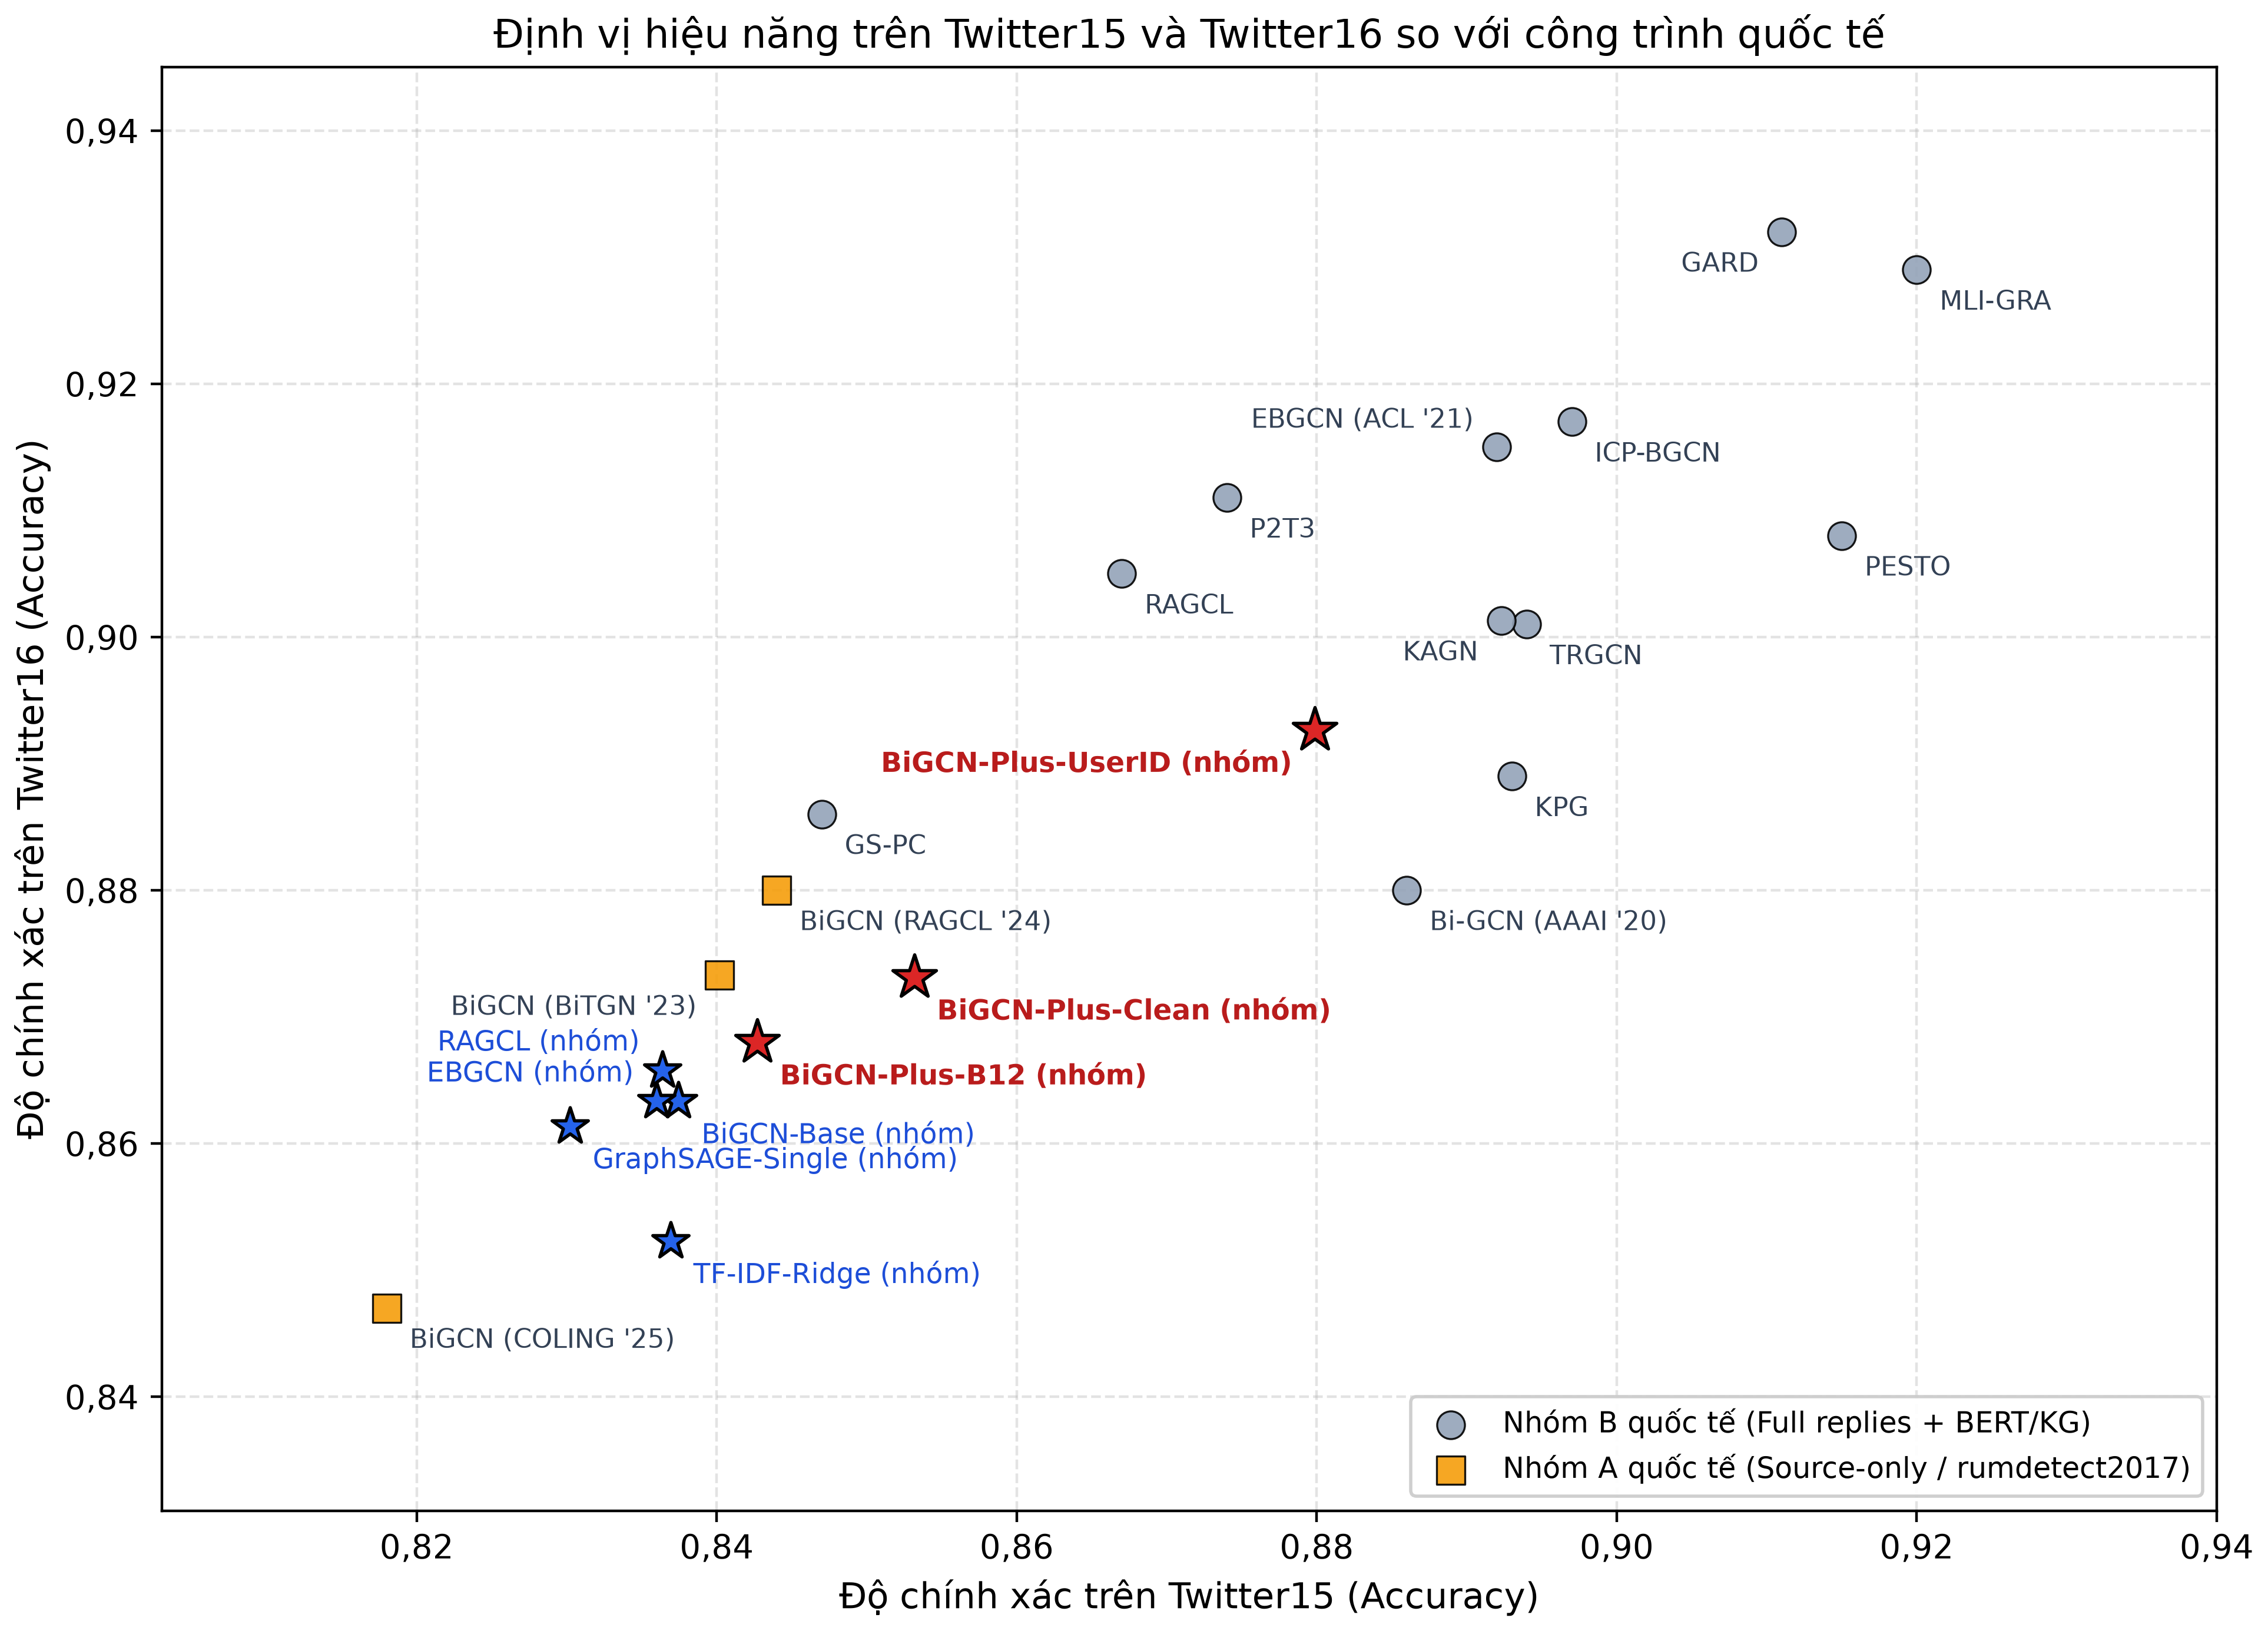 Định vị hiệu năng trên Twitter15 và Twitter16 so với công trình quốc tế
Độ chính xác trên Twitter16 (Accuracy)
0,94
0,92
0,90
0,88
0,86
0,84
GARD
MLI-GRA
EBGCN (ACL '21)
ICP-BGCN
P2T3
PESTO
RAGCL
KAGN
TRGCN
BiGCN-Plus-UserID (nhóm)
KPG
GS-PC
BiGCN (RAGCL '24)
Bi-GCN (AAAI '20)
BiGCN (BiTGN '23)
BiGCN-Plus-Clean (nhóm)
RAGCL (nhóm)
EBGCN (nhóm)
BiGCN-Plus-B12 (nhóm)
BiGCN-Base (nhóm)
GraphSAGE-Single (nhóm)
TF-IDF-Ridge (nhóm)
BiGCN (COLING '25)
Nhóm B quốc tế (Full replies + BERT/KG)
Nhóm A quốc tế (Source-only / rumdetect2017)
0,82
0,84
0,86
0,88
0,90
0,92
0,94
Độ chính xác trên Twitter15 (Accuracy)